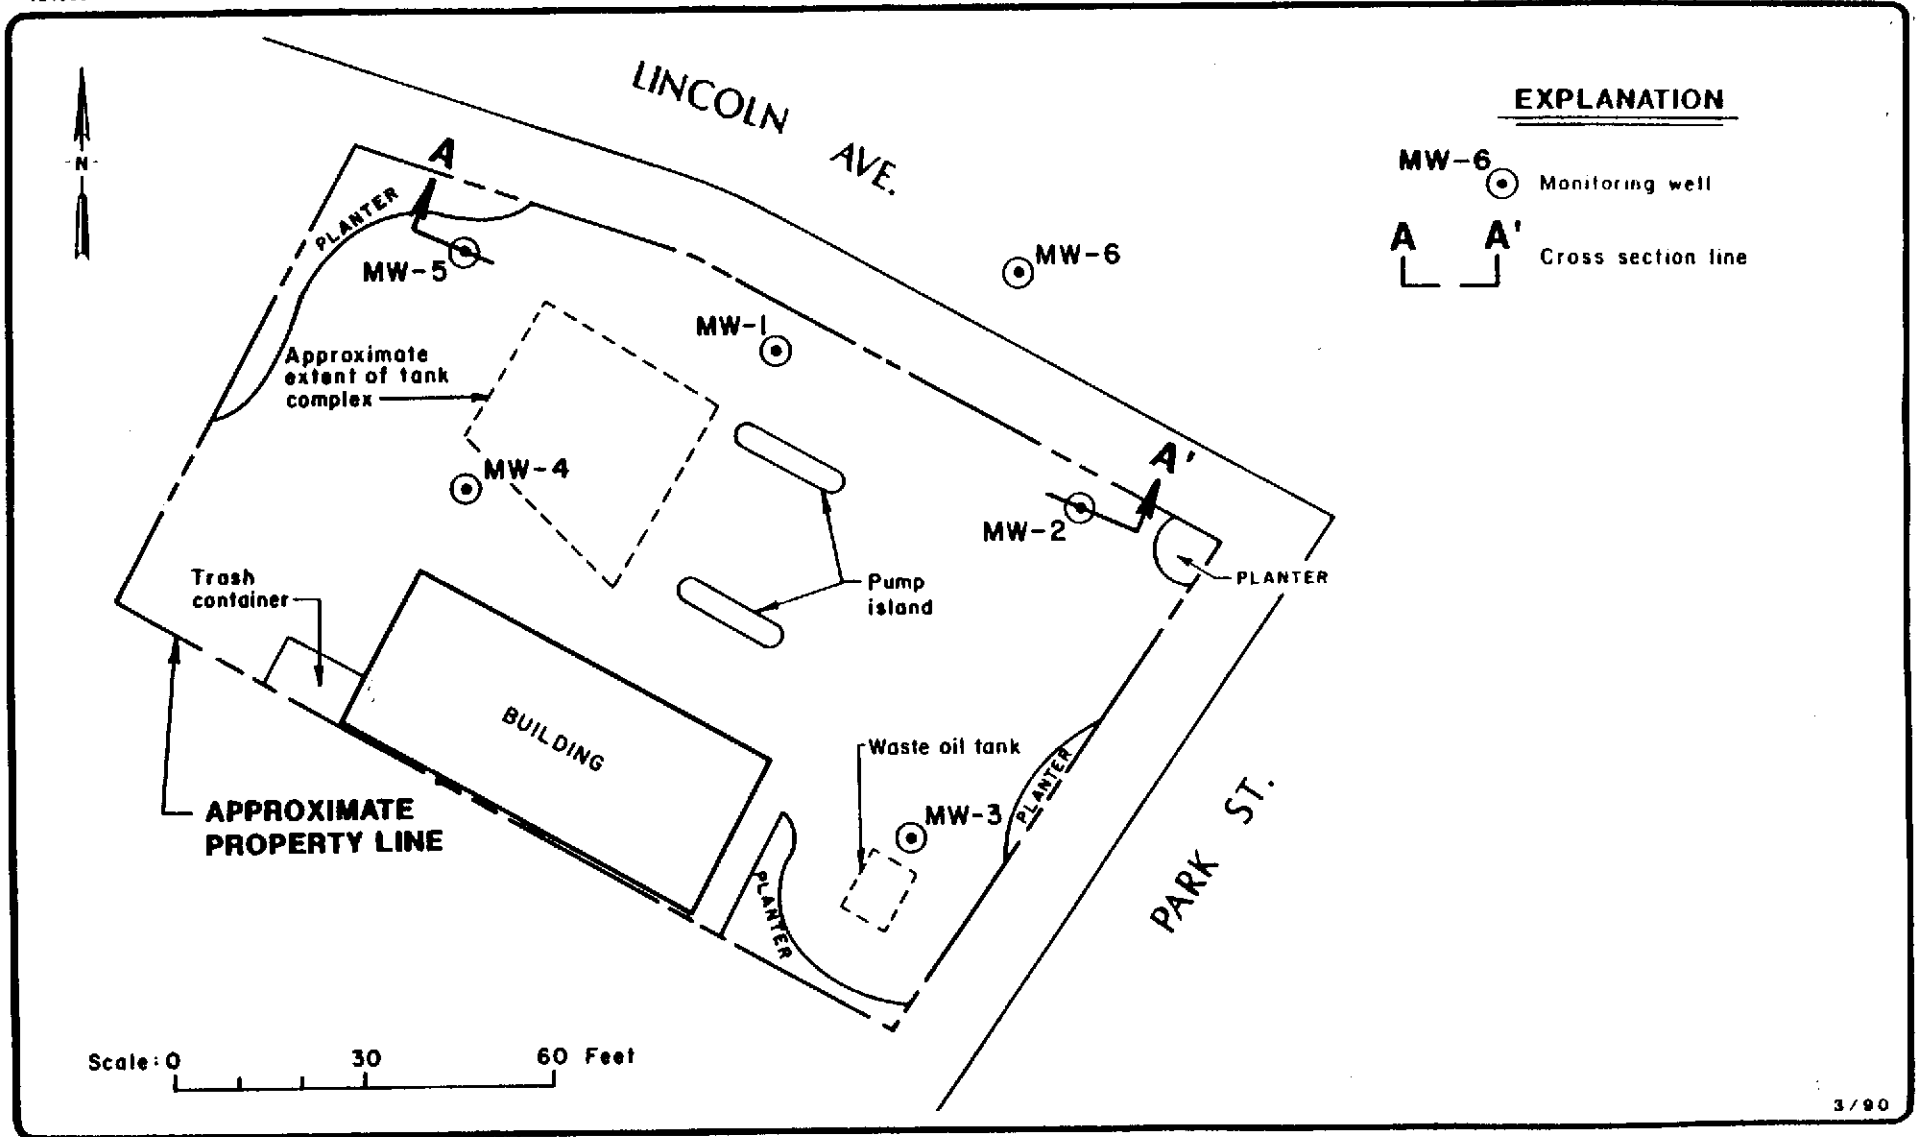 LINCOLN AVE.
EXPLANATION
MW-6
Monitoring well
A A'
Cross section line
N
A
PLANTER
MW-5
MW-6
MW-1
Approximate
extent of tank
complex
MW-4
A'
MW-2
PLANTER
Trash
container
Pump
island
BUILDING
Waste oil tank
PLANTER
MW-3
APPROXIMATE
PROPERTY LINE
PLANTER
PARK ST.
Scale: 0 30 60 Feet
3/90